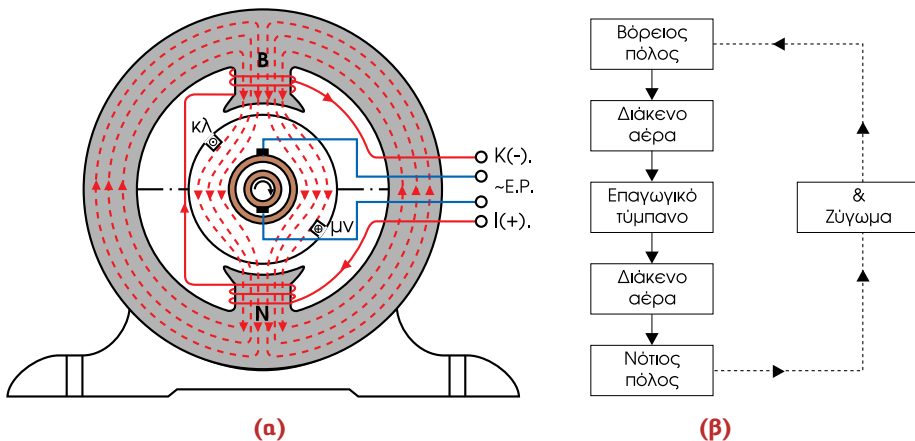 B
κλ
K(-).
~Ε.Ρ.
I(+).
μν
N
(α)
Βόρειος
πόλος
Διάκενο
αέρα
Επαγωγικό
τύμπανο
Διάκενο
αέρα
Νότιος
πόλος
&
Ζύγωμα
(β)